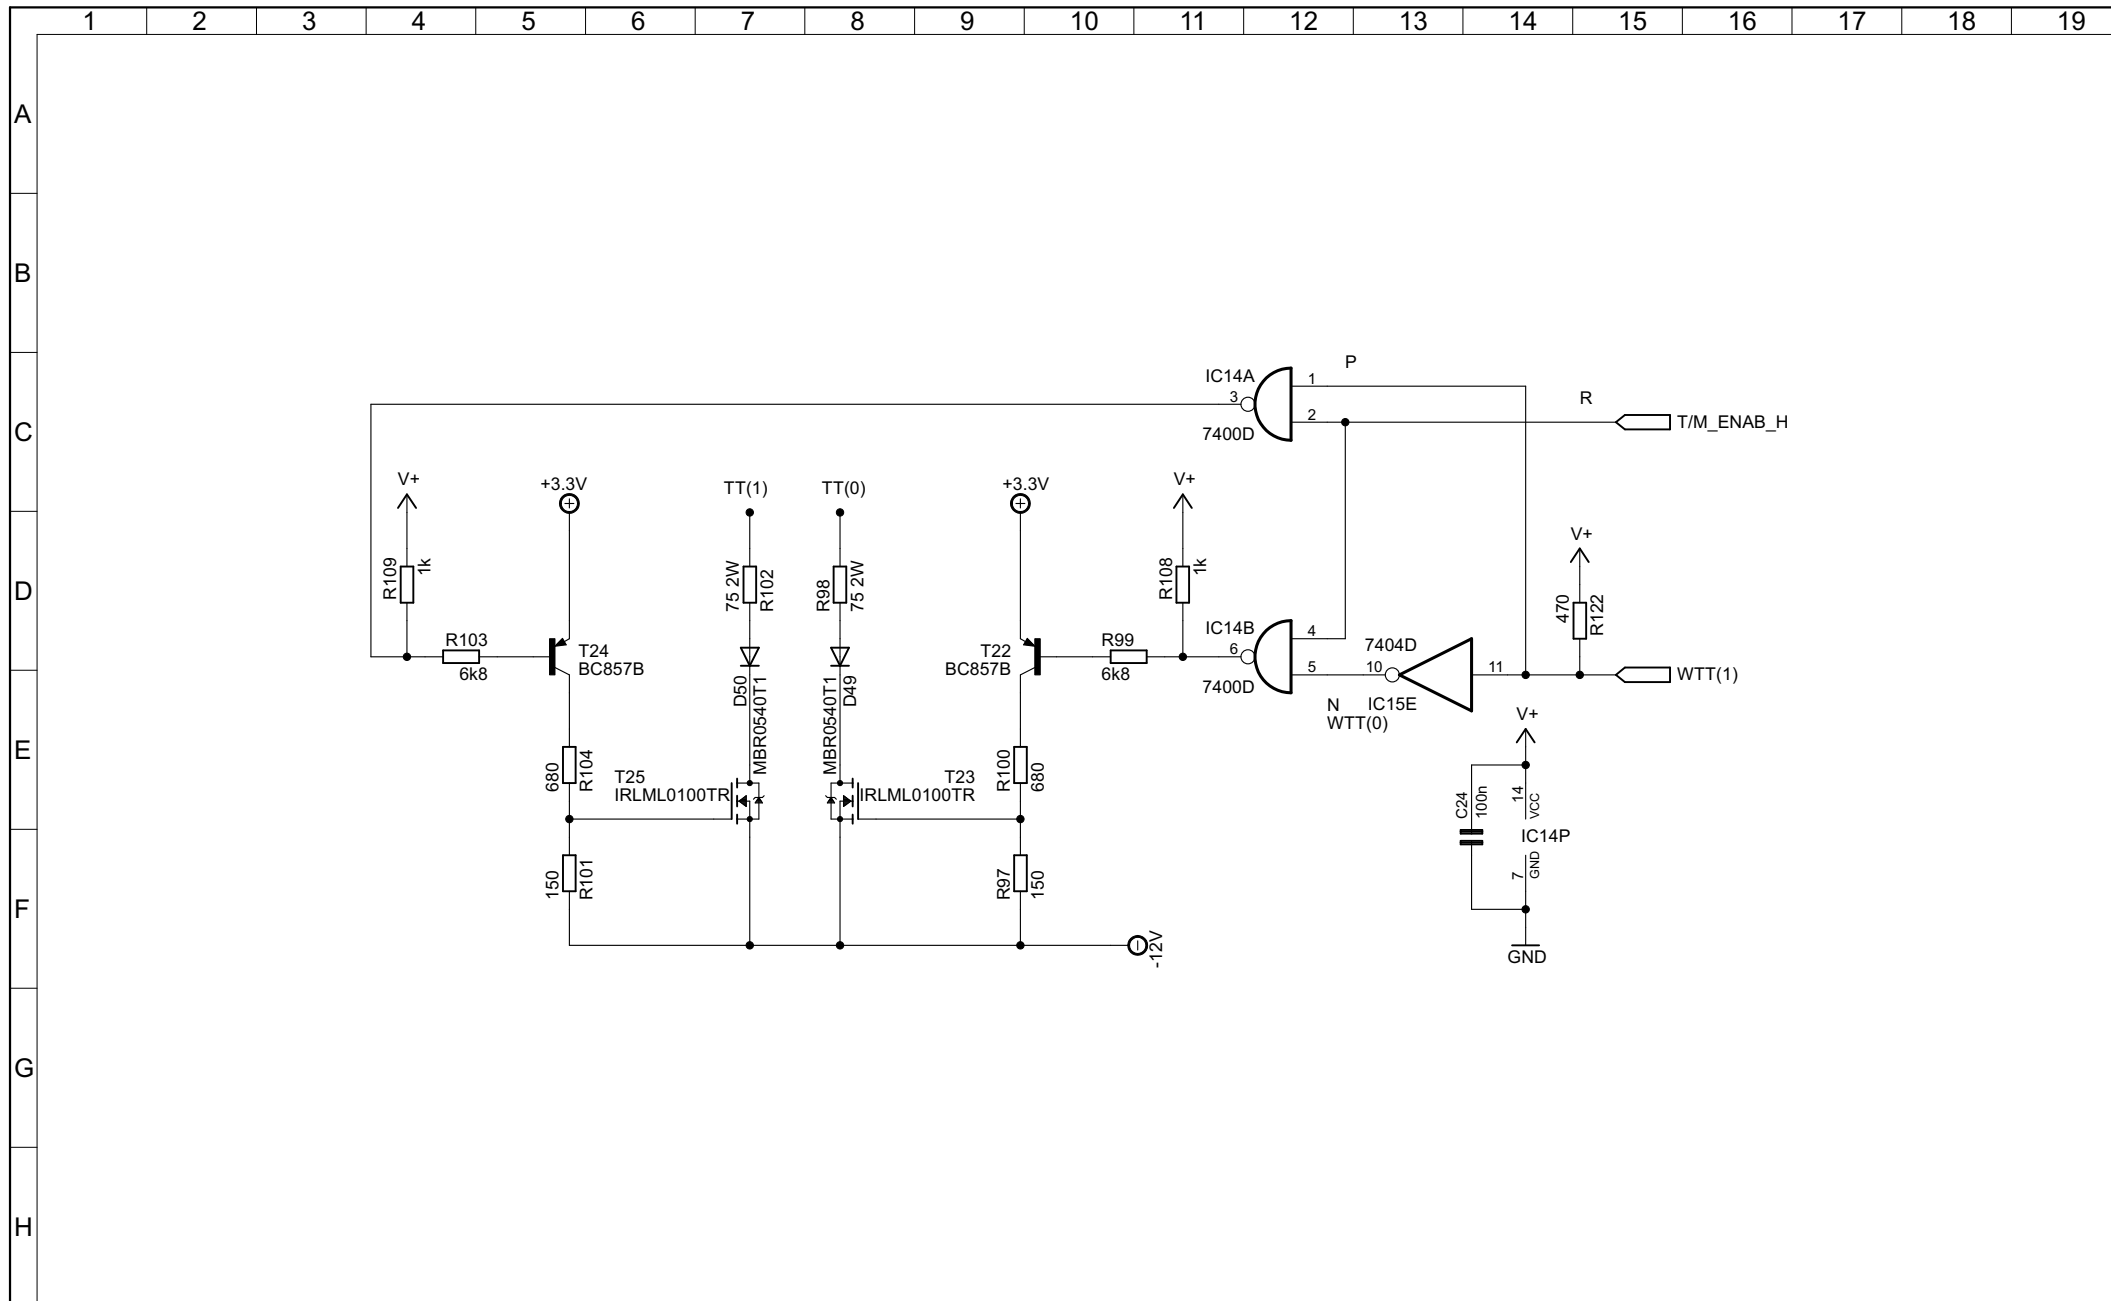 1 2 3 4 5 6 7 8 9 10 11 12 13 14 15 16 17 18 19
A
B
C
D
E
F
G
H
P
IC14A
1
3
2
7400D
R
T/M_ENAB_H
V+
+3.3V
TT(1)
TT(0)
+3.3V
V+
V+
R109
1k
75 2W
R102
R98
75 2W
R108
1k
470
R122
R103
6k8
T24
BC857B
T22
BC857B
R99
6k8
IC14B
4
6
5
7400D
7404D
10
11
IC15E
WTT(1)
N
WTT(0)
D50
MBR0540T1
MBR0540T1
D49
V+
680
R104
T25
IRLML0100TR
T23
IRLML0100TR
R100
680
C24
100n
14
VCC
IC14P
7
GND
150
R101
R97
150
-12V
GND